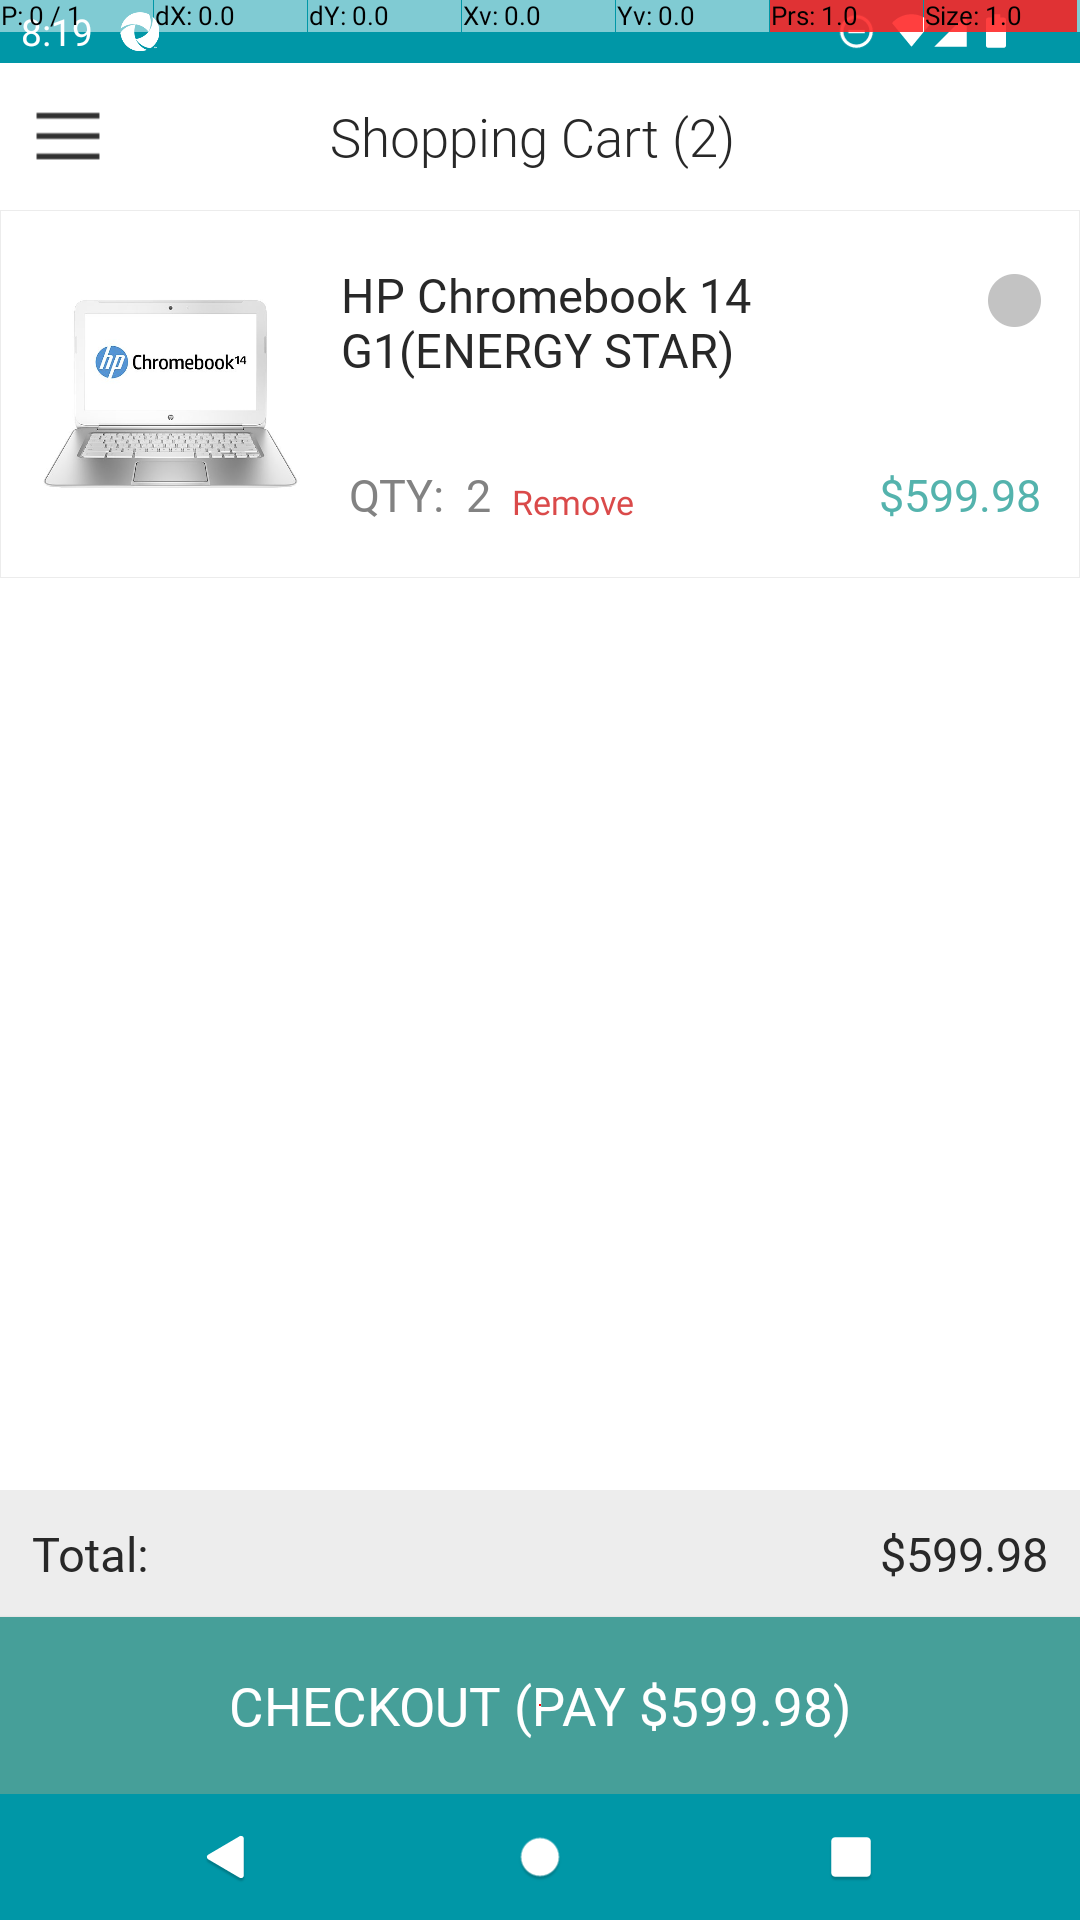 P: 0 / 1 dX: 0.0 dY: 0.0 Xv: 0.0 Yv: 0.0 Prs: 1.0 Size: 1.0
8:19
Shopping Cart (2)
HP Chromebook 14
G1(ENERGY STAR)
hp Chromebook14
QTY: 2 Remove $599.98
Total: $599.98
CHECKOUT (PAY $599.98)